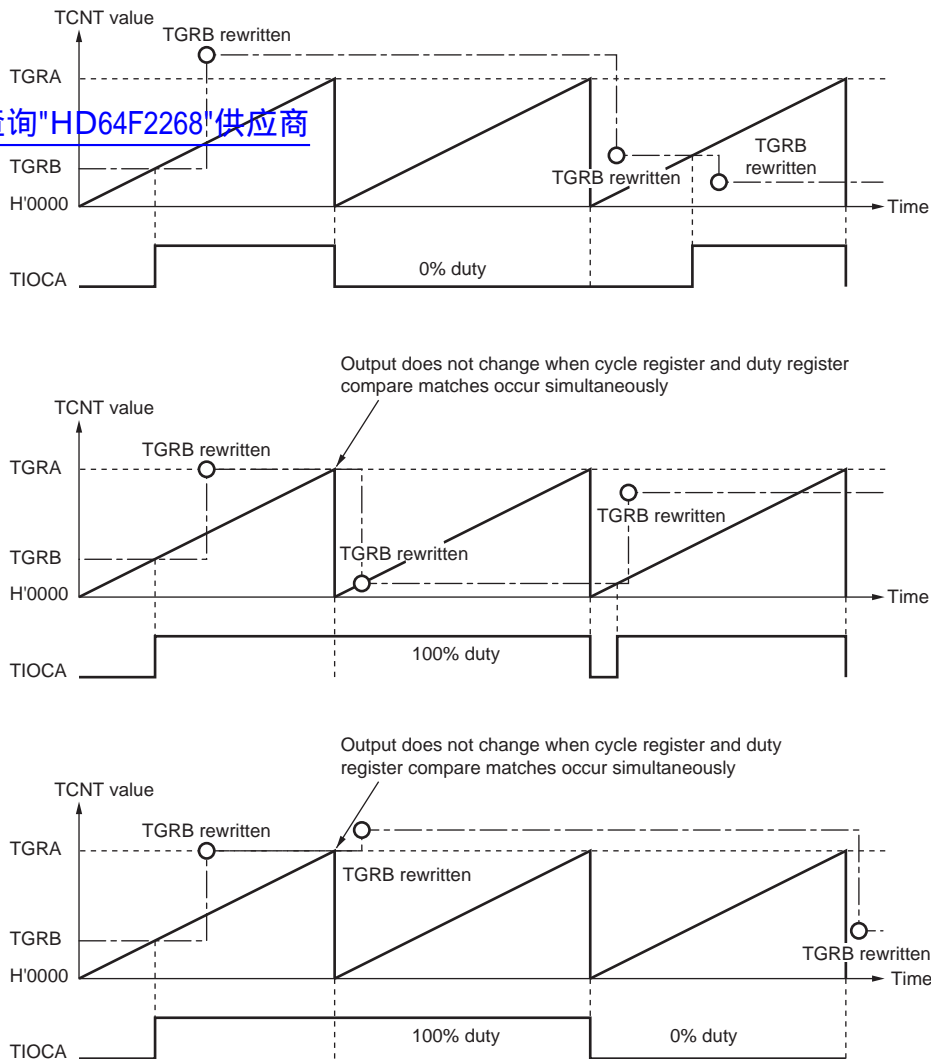 TCNT value
TGRB rewritten
TGRA
查询"HD64F2268"供应商
TGRB
TGRB rewritten
TGRB
rewritten
H'0000
Time
0% duty
TIOCA
Output does not change when cycle register and duty register
compare matches occur simultaneously
TCNT value
TGRB rewritten
TGRA
TGRB rewritten
TGRB rewritten
TGRB
H'0000
Time
100% duty
TIOCA
Output does not change when cycle register and duty
register compare matches occur simultaneously
TCNT value
TGRB rewritten
TGRA
TGRB rewritten
TGRB
TGRB rewritten
H'0000
Time
100% duty
0% duty
TIOCA